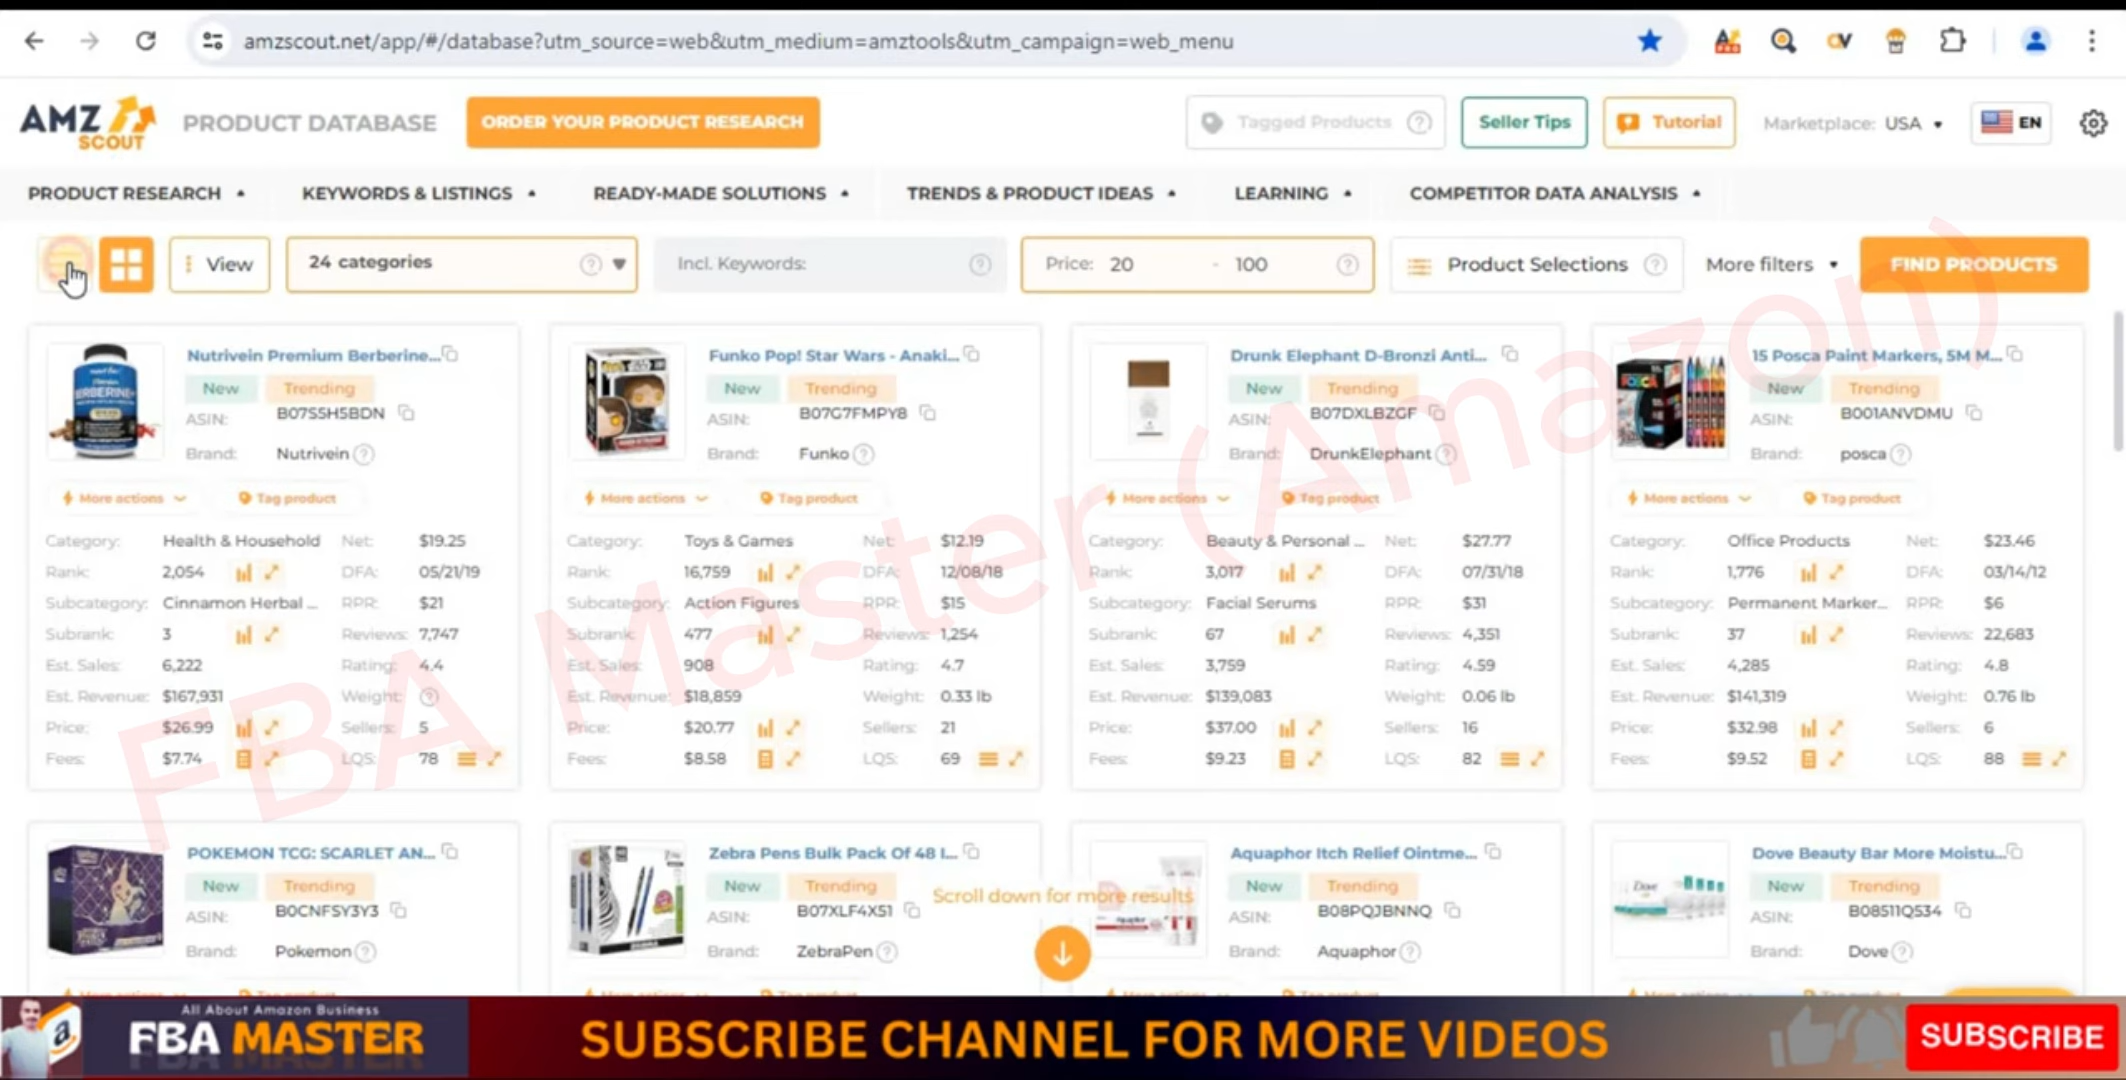 amzscout.net/app/#/database?utm_source=web&utm_medium=amztools&utm_campaign=web_menu
AMZ SCOUT
PRODUCT DATABASE
ORDER YOUR PRODUCT RESEARCH
Tagged Products
Seller Tips
Tutorial
Marketplace: USA
EN
PRODUCT RESEARCH
KEYWORDS & LISTINGS
READY-MADE SOLUTIONS
TRENDS & PRODUCT IDEAS
LEARNING
COMPETITOR DATA ANALYSIS
View
24 categories
Incl. Keywords:
Price: 20 - 100
Product Selections
More filters
FIND PRODUCTS
Nutrivein Premium Berberine...
New Trending
ASIN: B07S5H5BDN
Brand: Nutrivein
More actions Tag product
Category: Health & Household Net: $19.25
Rank: 2,054 DFA: 05/21/19
Subcategory: Cinnamon Herbal ... RPR: $21
Subrank: 3 Reviews: 7,747
Est. Sales: 6,222 Rating: 4.4
Est. Revenue: $167,931 Weight:
Price: $26.99 Sellers: 5
Fees: $7.74 LQS: 78
Funko Pop! Star Wars - Anaki...
New Trending
ASIN: B07G7FMPY8
Brand: Funko
More actions Tag product
Category: Toys & Games Net: $12.19
Rank: 16,759 DFA: 12/08/18
Subcategory: Action Figures RPR: $15
Subrank: 477 Reviews: 1,254
Est. Sales: 908 Rating: 4.7
Est. Revenue: $18,859 Weight: 0.33 lb
Price: $20.77 Sellers: 21
Fees: $8.58 LQS: 69
Drunk Elephant D-Bronzi Anti...
New Trending
ASIN: B07DXLBZGF
Brand: DrunkElephant
More actions Tag product
Category: Beauty & Personal ... Net: $27.77
Rank: 3,017 DFA: 07/31/18
Subcategory: Facial Serums RPR: $31
Subrank: 67 Reviews: 4,351
Est. Sales: 3,759 Rating: 4.59
Est. Revenue: $139,083 Weight: 0.06 lb
Price: $37.00 Sellers: 16
Fees: $9.23 LQS: 82
15 Posca Paint Markers, 5M M...
New Trending
ASIN: B001ANVDMU
Brand: posca
More actions Tag product
Category: Office Products Net: $23.46
Rank: 1,776 DFA: 03/14/12
Subcategory: Permanent Marker... RPR: $6
Subrank: 37 Reviews: 22,683
Est. Sales: 4,285 Rating: 4.8
Est. Revenue: $141,319 Weight: 0.76 lb
Price: $32.98 Sellers: 6
Fees: $9.52 LQS: 88
FBA Master (Amazon)
POKEMON TCG: SCARLET AN...
New Trending
ASIN: B0CNFSY3Y3
Brand: Pokemon
Zebra Pens Bulk Pack Of 48 I...
New Trending
ASIN: B07XLF4X51
Brand: ZebraPen
Scroll down for more results
Aquaphor Itch Relief Ointme...
New Trending
ASIN: B08PQJBNNQ
Brand: Aquaphor
Dove Beauty Bar More Moistu...
New Trending
ASIN: B08511Q534
Brand: Dove
All About Amazon Business
FBA MASTER
SUBSCRIBE CHANNEL FOR MORE VIDEOS
SUBSCRIBE